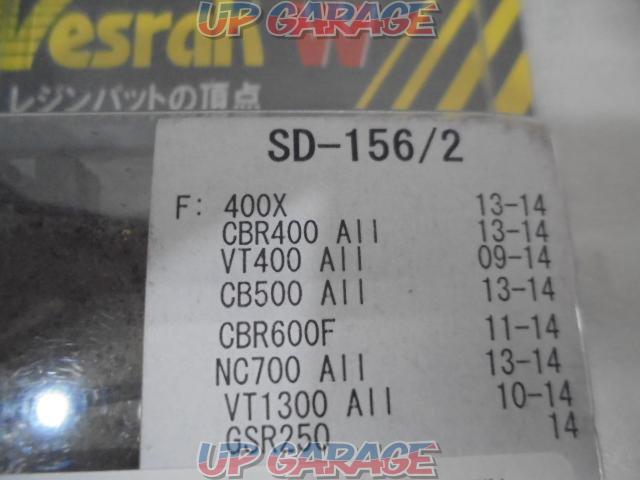 UP GARAGE
Vesrah W
レジンパットの頂点
SD-156/2
F: 400X 13-14
CBR400 All 13-14
VT400 All 09-14
CB500 All 13-14
CBR600F 11-14
NC700 All 13-14
VT1300 All 10-14
GSR250 14
UP GARAGE